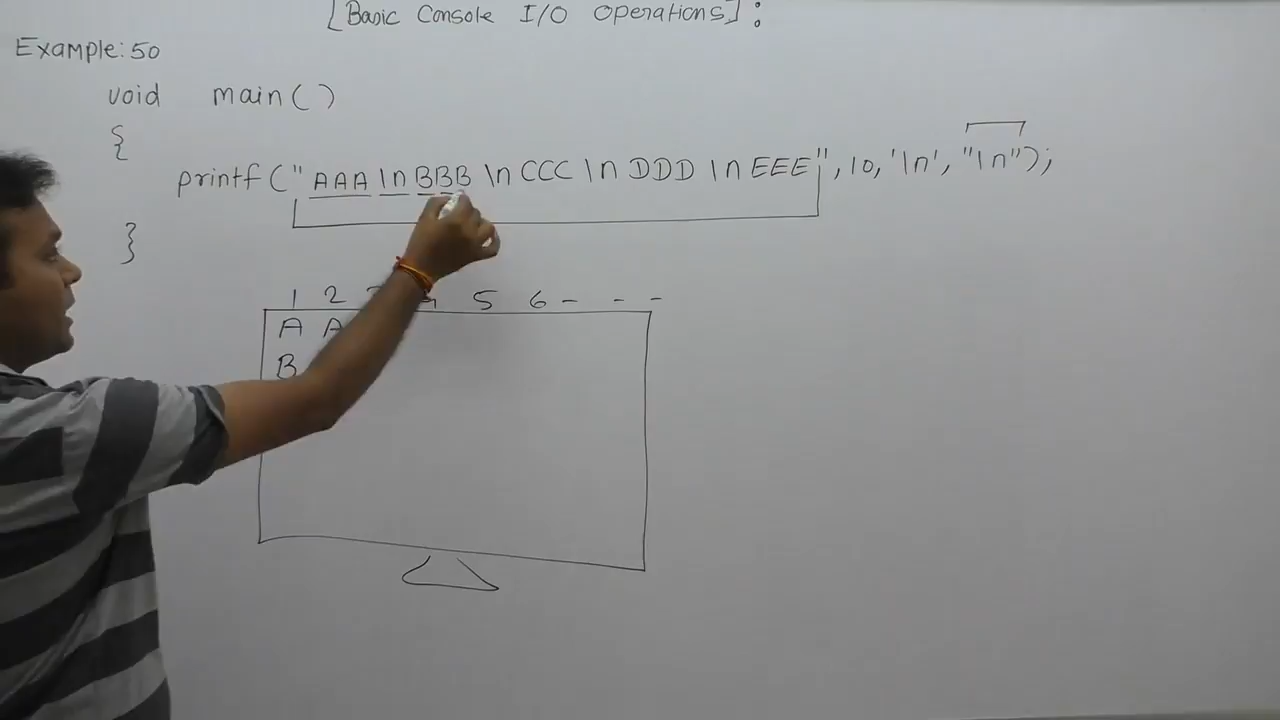 [Basic Console I/O Operations]:
Example:50
void main()
{
printf("AAA\nBBB\nCCC\nDDD\nEEE",10,'\n',"\n");
}
1 2 5 6 - - -
A A
B